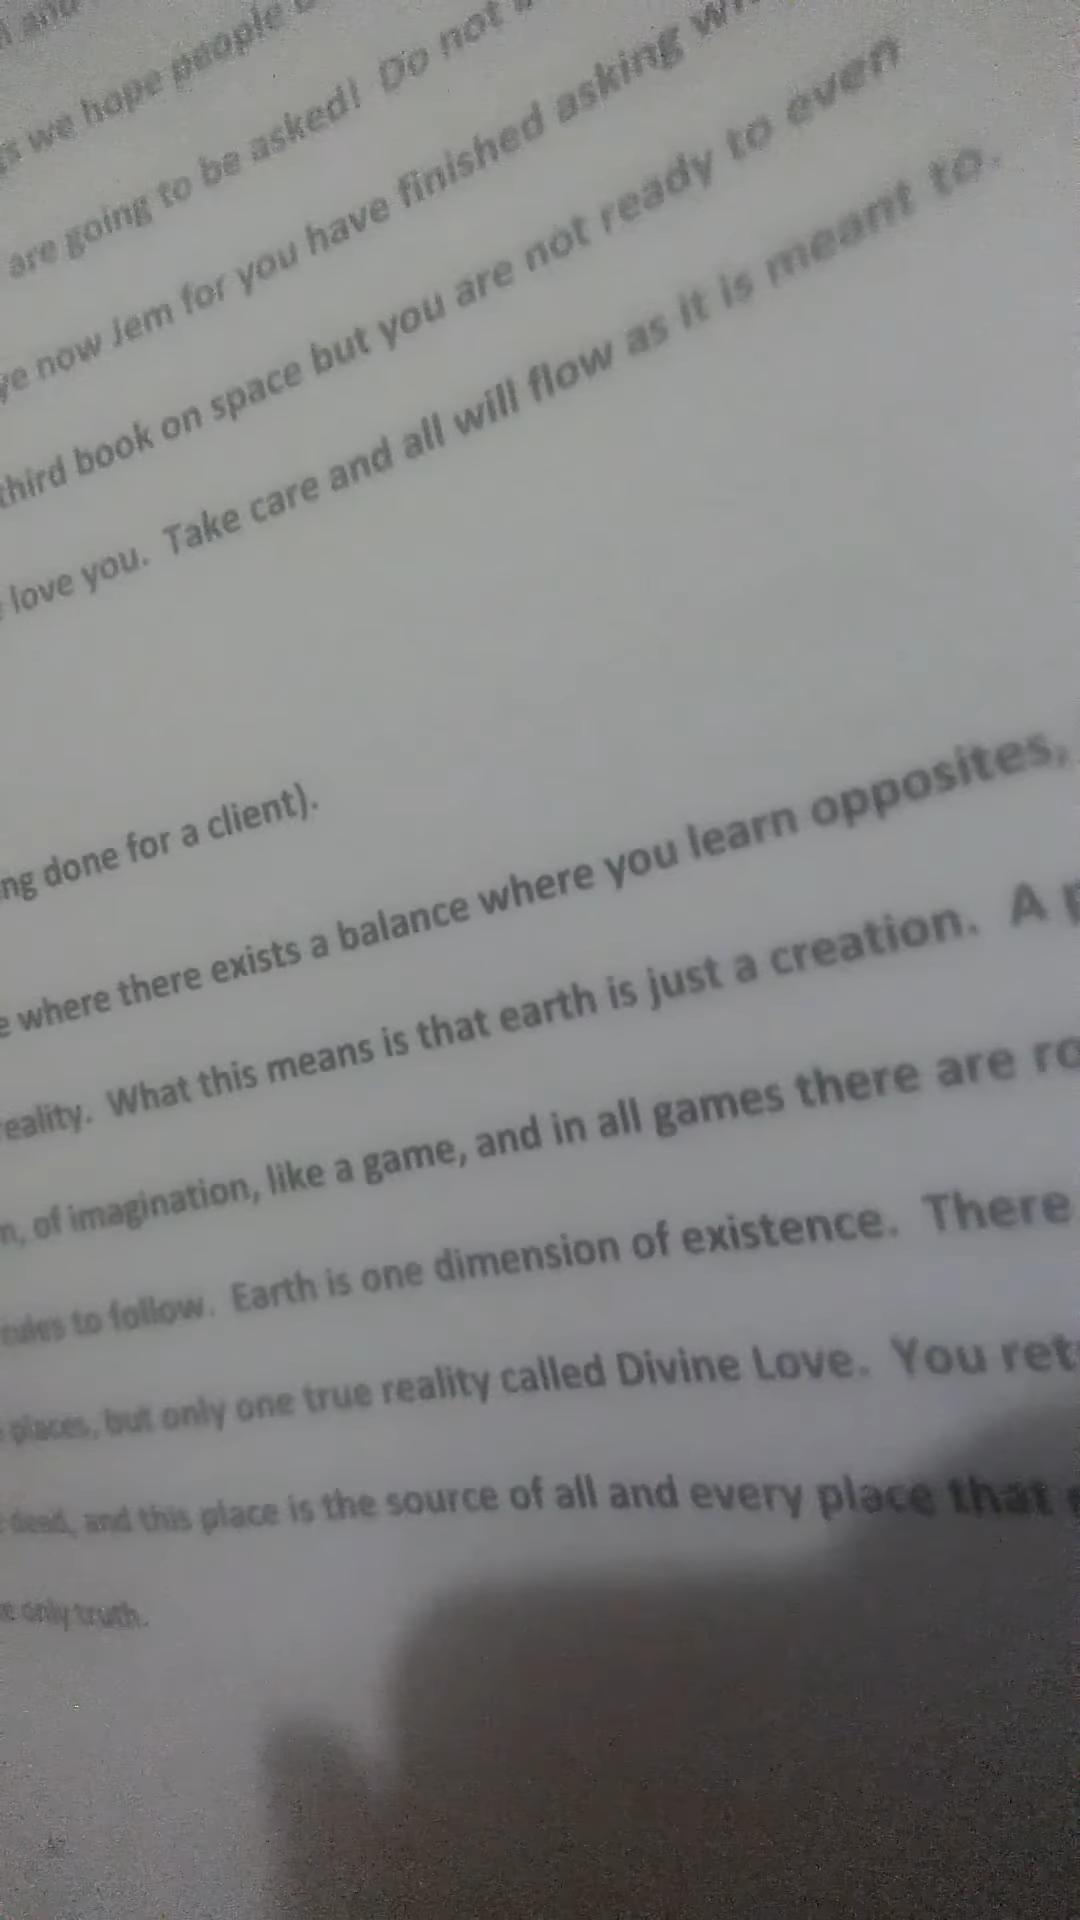 we hope people
are going to be asked! Do not
now Jem for you have finished asking
third book on space but you are not ready to even
love you. Take care and all will flow as it is meant to.
done for a client).
where there exists a balance where you learn opposites,
What this means is that earth is just a creation. A
of imagination, like a game, and in all games there are
rules to follow. Earth is one dimension of existence. There
places, but only one true reality called Divine Love. You
dead, and this place is the source of all and every place that
only truth.